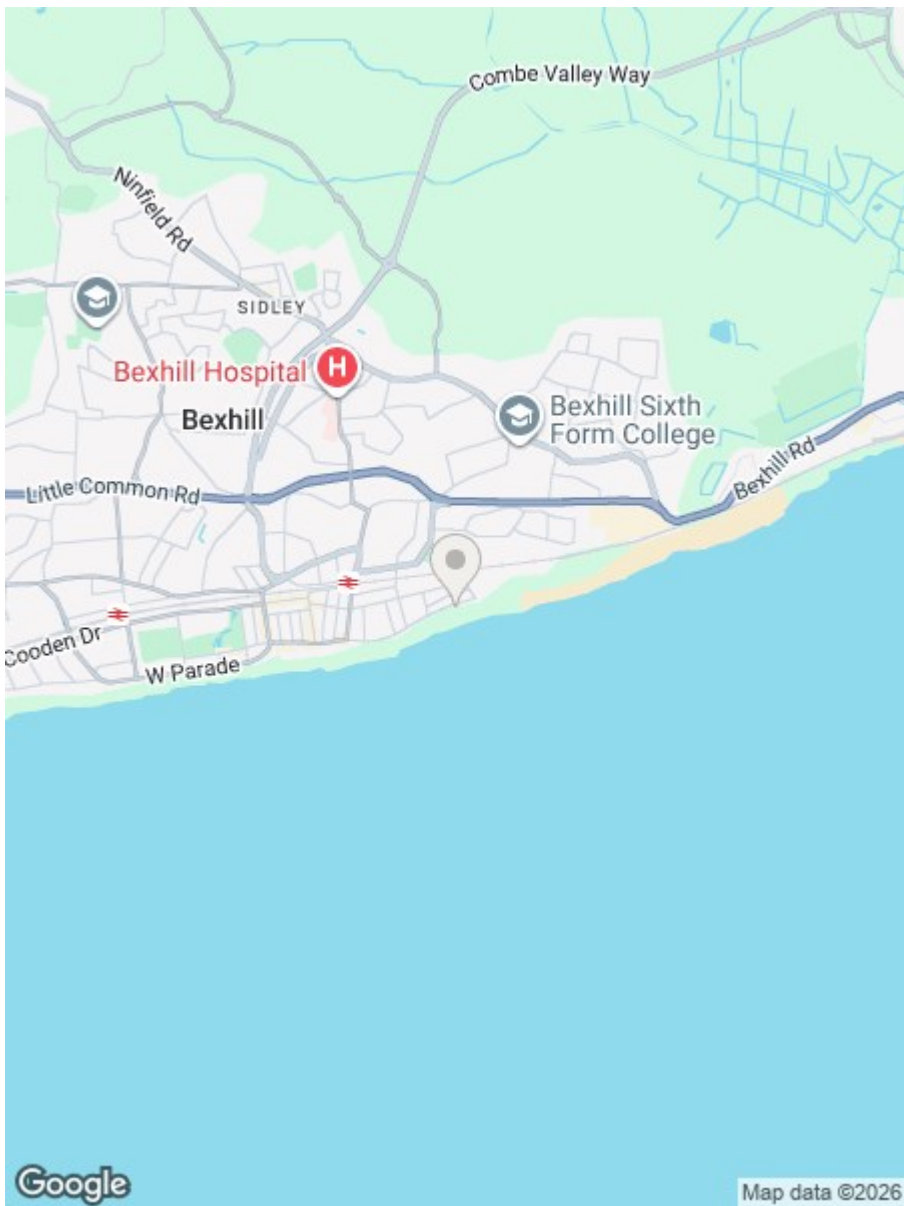 Combe Valley Way
Ninfield Rd
SIDLEY
Bexhill Hospital
H
Bexhill
Bexhill Sixth
Form College
Bexhill Rd
Little Common Rd
Cooden Dr
W Parade
Google
Map data ©2026